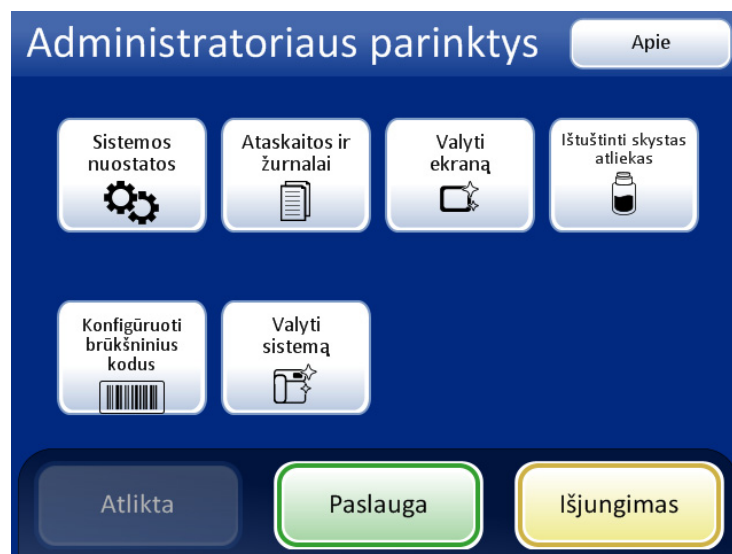 Administratoriaus parinktys
Apie
Sistemos
nuostatos
Ataskaitos ir
žurnalai
Valyti
ekraną
Ištuštinti skystas
atliekas
Konfigūruoti
brūkšninius
kodus
Valyti
sistemą
Atlikta
Paslauga
Išjungimas